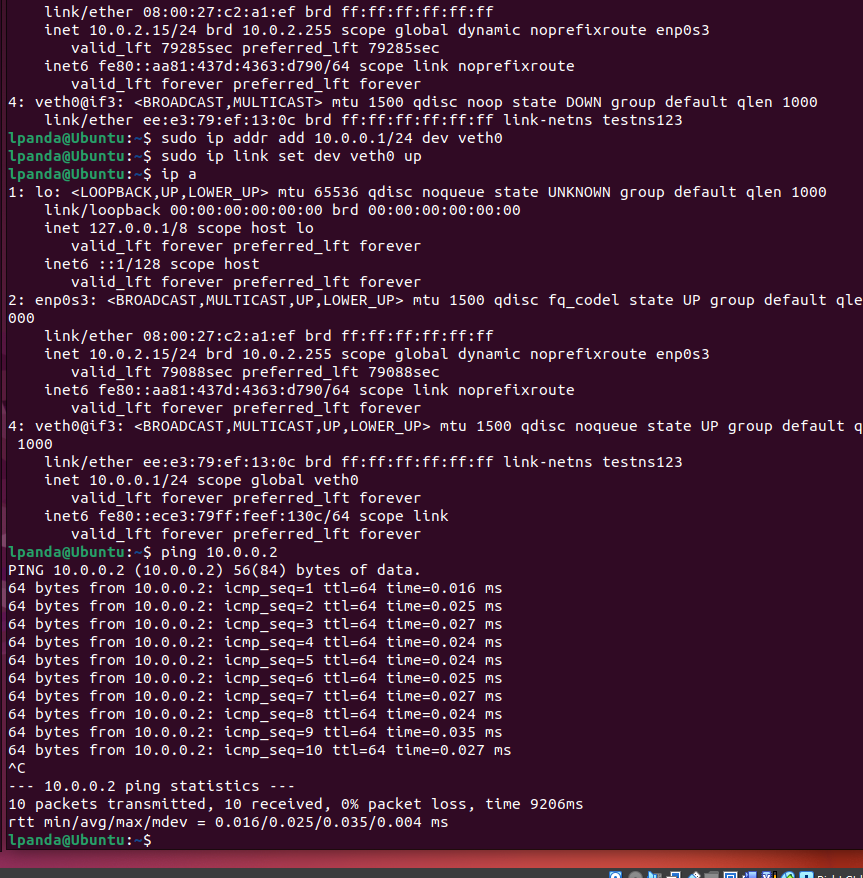 link/ether 08:00:27:c2:a1:ef brd ff:ff:ff:ff:ff:ff
    inet 10.0.2.15/24 brd 10.0.2.255 scope global dynamic noprefixroute enp0s3
       valid_lft 79285sec preferred_lft 79285sec
    inet6 fe80::aa81:437d:4363:d790/64 scope link noprefixroute
       valid_lft forever preferred_lft forever
4: veth0@if3: <BROADCAST,MULTICAST> mtu 1500 qdisc noop state DOWN group default qlen 1000
    link/ether ee:e3:79:ef:13:0c brd ff:ff:ff:ff:ff:ff link-netns testns123
lpanda@Ubuntu:~$ sudo ip addr add 10.0.0.1/24 dev veth0
lpanda@Ubuntu:~$ sudo ip link set dev veth0 up
lpanda@Ubuntu:~$ ip a
1: lo: <LOOPBACK,UP,LOWER_UP> mtu 65536 qdisc noqueue state UNKNOWN group default qlen 1000
    link/loopback 00:00:00:00:00:00 brd 00:00:00:00:00:00
    inet 127.0.0.1/8 scope host lo
       valid_lft forever preferred_lft forever
    inet6 ::1/128 scope host
       valid_lft forever preferred_lft forever
2: enp0s3: <BROADCAST,MULTICAST,UP,LOWER_UP> mtu 1500 qdisc fq_codel state UP group default qle
000
    link/ether 08:00:27:c2:a1:ef brd ff:ff:ff:ff:ff:ff
    inet 10.0.2.15/24 brd 10.0.2.255 scope global dynamic noprefixroute enp0s3
       valid_lft 79088sec preferred_lft 79088sec
    inet6 fe80::aa81:437d:4363:d790/64 scope link noprefixroute
       valid_lft forever preferred_lft forever
4: veth0@if3: <BROADCAST,MULTICAST,UP,LOWER_UP> mtu 1500 qdisc noqueue state UP group default q
 1000
    link/ether ee:e3:79:ef:13:0c brd ff:ff:ff:ff:ff:ff link-netns testns123
    inet 10.0.0.1/24 scope global veth0
       valid_lft forever preferred_lft forever
    inet6 fe80::ece3:79ff:feef:130c/64 scope link
       valid_lft forever preferred_lft forever
lpanda@Ubuntu:~$ ping 10.0.0.2
PING 10.0.0.2 (10.0.0.2) 56(84) bytes of data.
64 bytes from 10.0.0.2: icmp_seq=1 ttl=64 time=0.016 ms
64 bytes from 10.0.0.2: icmp_seq=2 ttl=64 time=0.025 ms
64 bytes from 10.0.0.2: icmp_seq=3 ttl=64 time=0.027 ms
64 bytes from 10.0.0.2: icmp_seq=4 ttl=64 time=0.024 ms
64 bytes from 10.0.0.2: icmp_seq=5 ttl=64 time=0.024 ms
64 bytes from 10.0.0.2: icmp_seq=6 ttl=64 time=0.025 ms
64 bytes from 10.0.0.2: icmp_seq=7 ttl=64 time=0.027 ms
64 bytes from 10.0.0.2: icmp_seq=8 ttl=64 time=0.024 ms
64 bytes from 10.0.0.2: icmp_seq=9 ttl=64 time=0.035 ms
64 bytes from 10.0.0.2: icmp_seq=10 ttl=64 time=0.027 ms
^C
--- 10.0.0.2 ping statistics ---
10 packets transmitted, 10 received, 0% packet loss, time 9206ms
rtt min/avg/max/mdev = 0.016/0.025/0.035/0.004 ms
lpanda@Ubuntu:~$